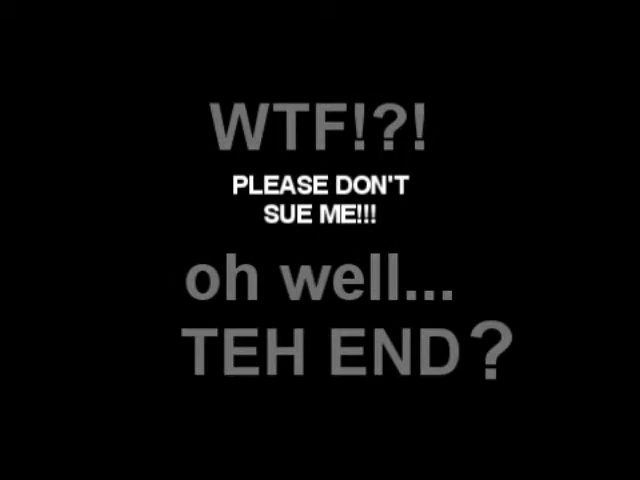 WTF!?!
PLEASE DON'T
SUE ME!!!
oh well...
TEH END?